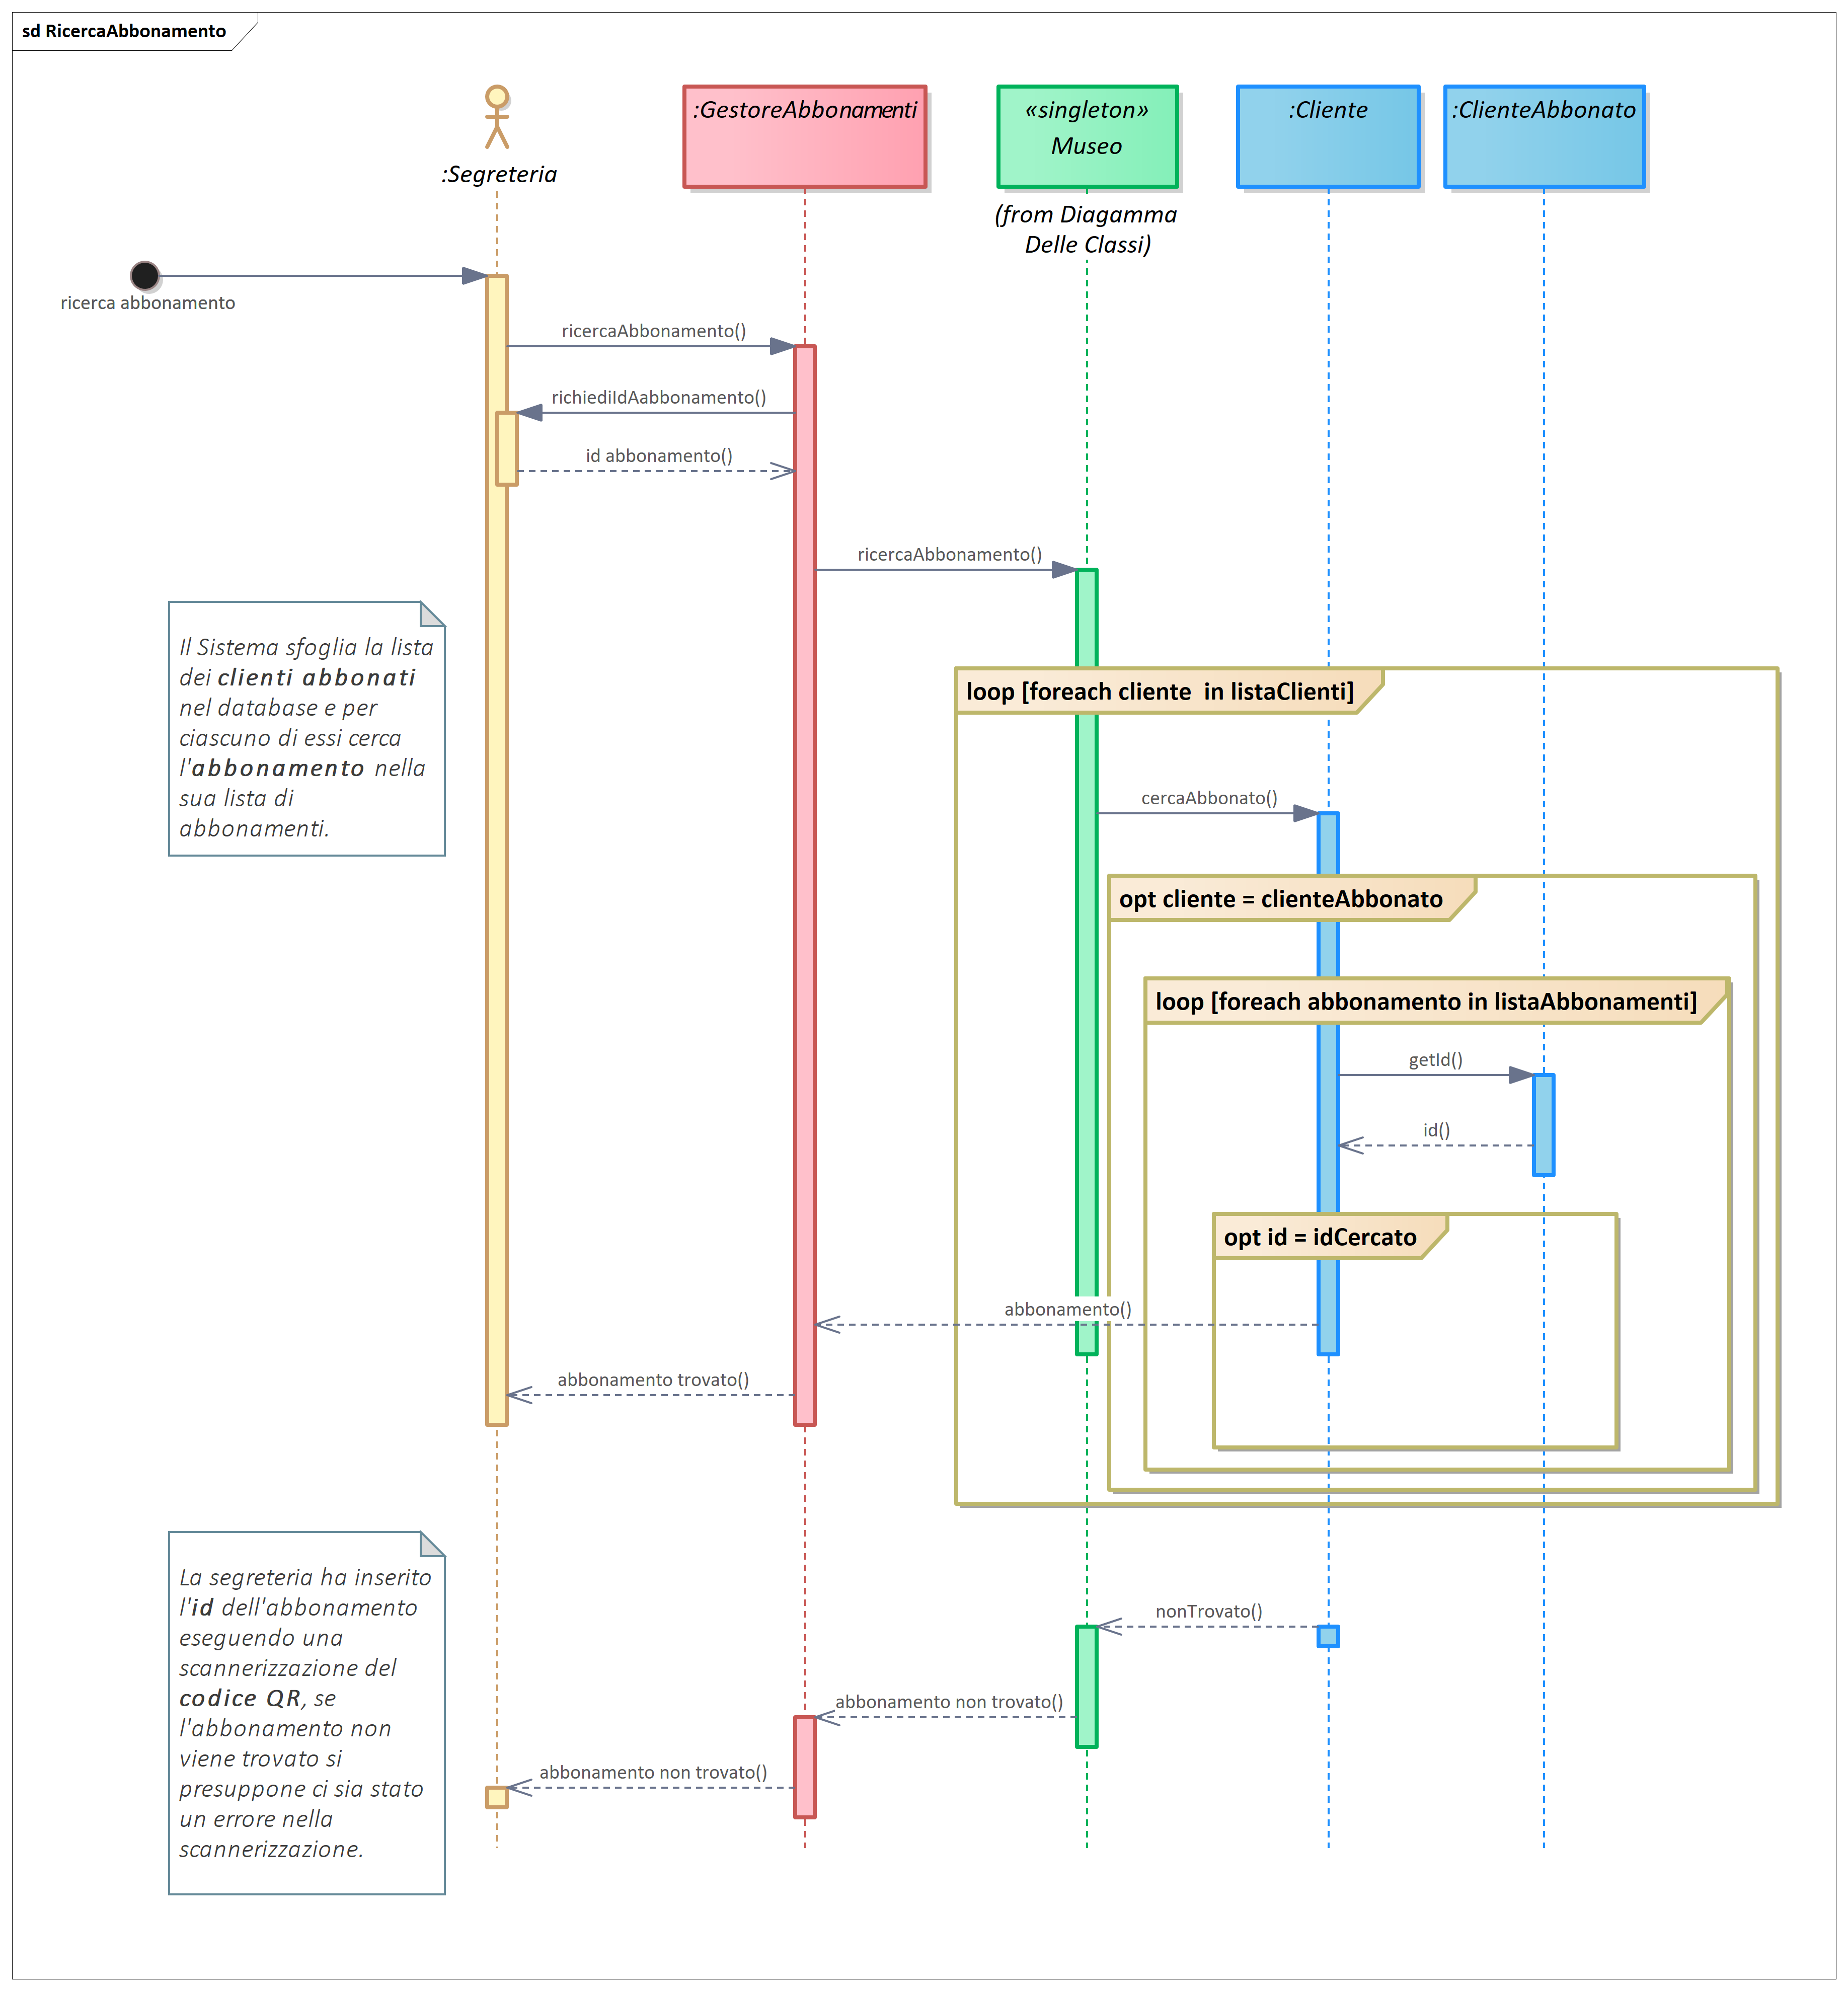 sd RicercaAbbonamento
:Segreteria
:GestoreAbbonamenti
«singleton»
Museo
(from Diagamma
Delle Classi)
:Cliente
:ClienteAbbonato
ricerca abbonamento
ricercaAbbonamento()
richiediIdAabbonamento()
id abbonamento()
ricercaAbbonamento()
Il Sistema sfoglia la lista
dei clienti abbonati
nel database e per
ciascuno di essi cerca
l'abbonamento nella
sua lista di
abbonamenti.
loop [foreach cliente  in listaClienti]
cercaAbbonato()
opt cliente = clienteAbbonato
loop [foreach abbonamento in listaAbbonamenti]
getId()
id()
opt id = idCercato
abbonamento()
abbonamento trovato()
La segreteria ha inserito
l'id dell'abbonamento
eseguendo una
scannerizzazione del
codice QR, se
l'abbonamento non
viene trovato si
presuppone ci sia stato
un errore nella
scannerizzazione.
nonTrovato()
abbonamento non trovato()
abbonamento non trovato()